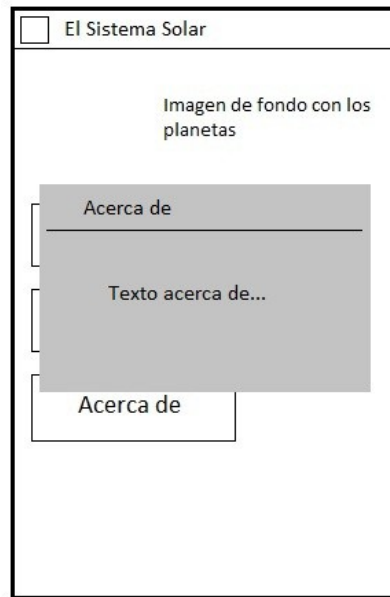 El Sistema Solar
Imagen de fondo con los
planetas
Acerca de
Texto acerca de...
Acerca de